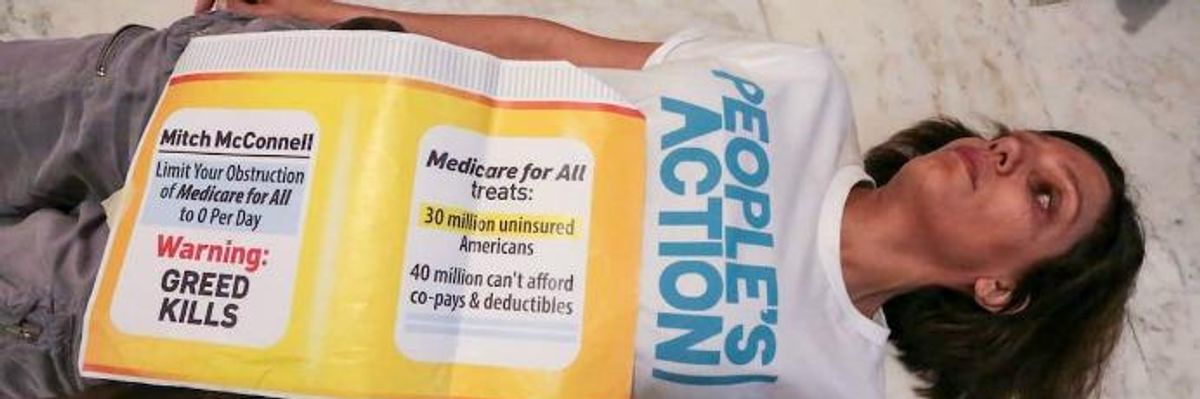 Mitch McConnell
Limit Your Obstruction
of Medicare for All
to 0 Per Day
Warning:
GREED
KILLS
Medicare for All
treats:
30 million uninsured
Americans
40 million can't afford
co-pays & deductibles
PEOPLE'S
ACTION